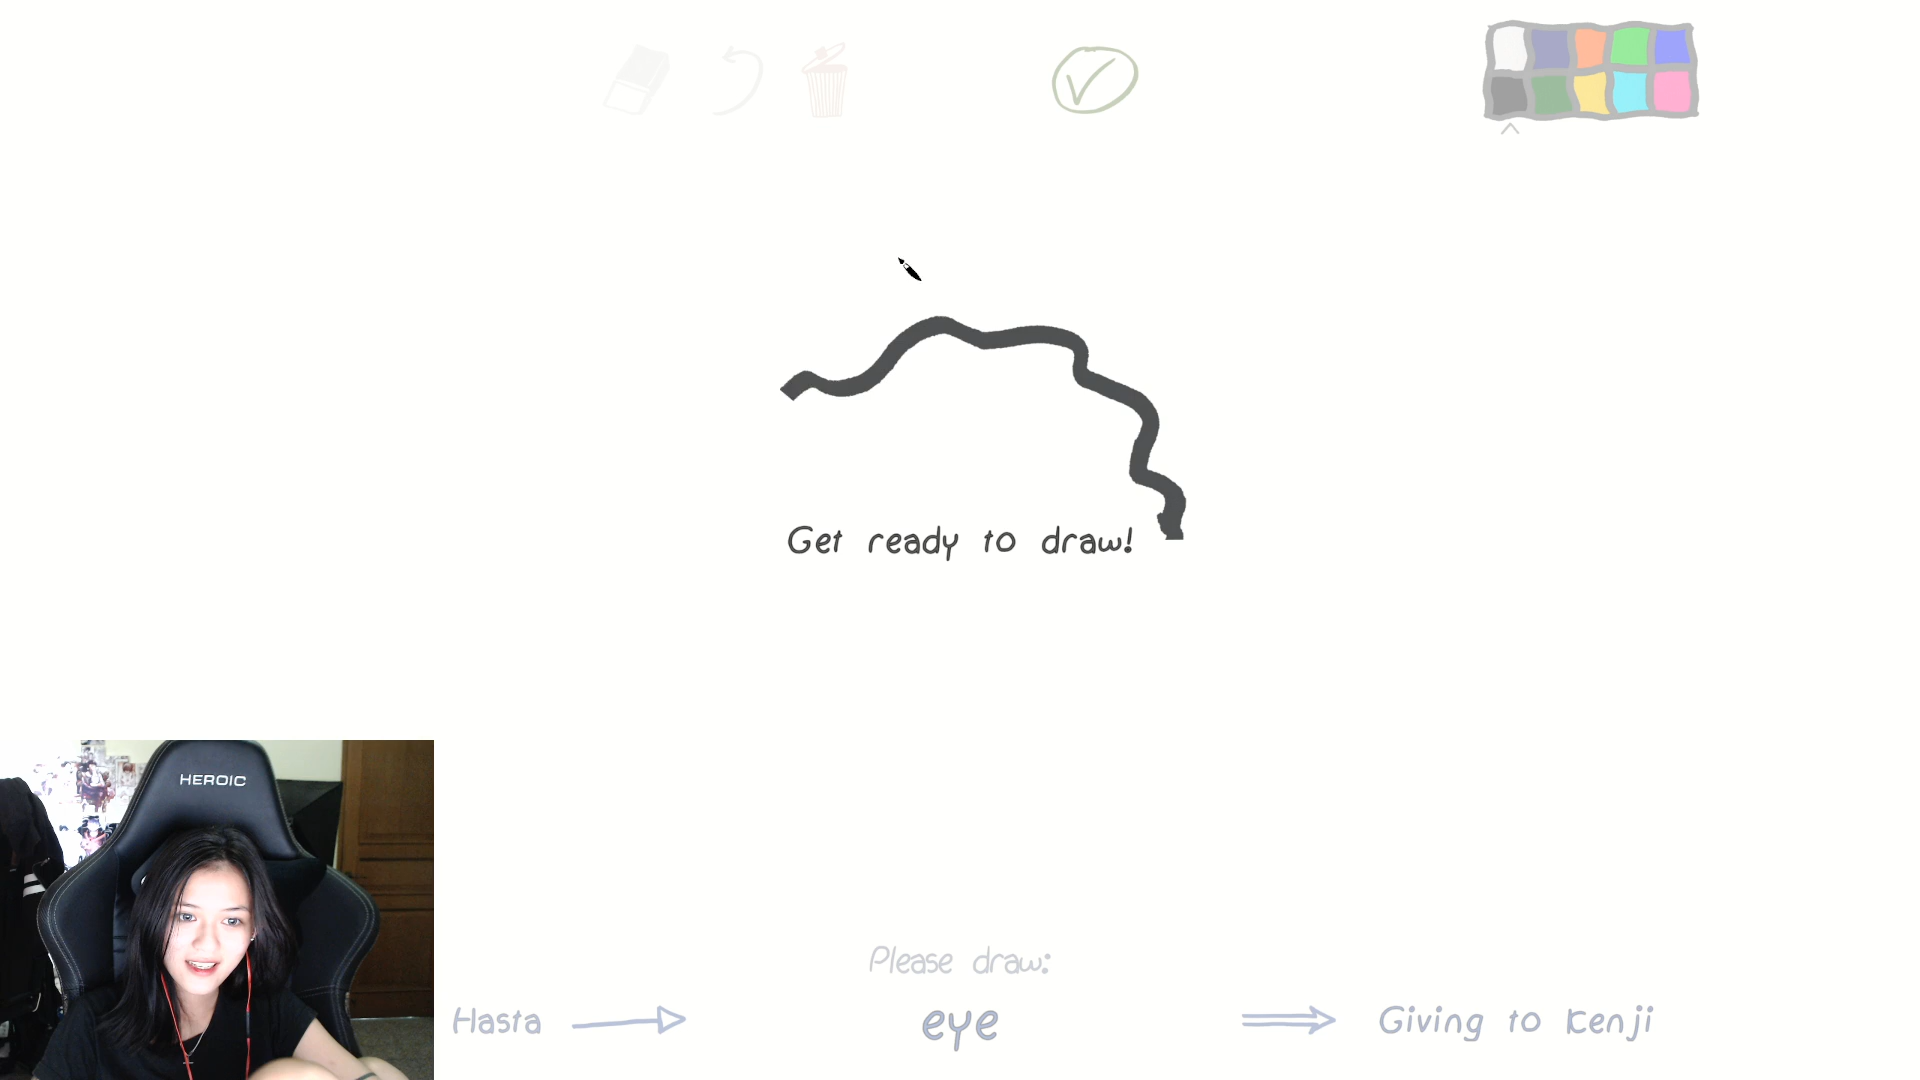 Get ready to draw!
HEROIC
Please draw:
Hasta
eye
Giving to Kenji